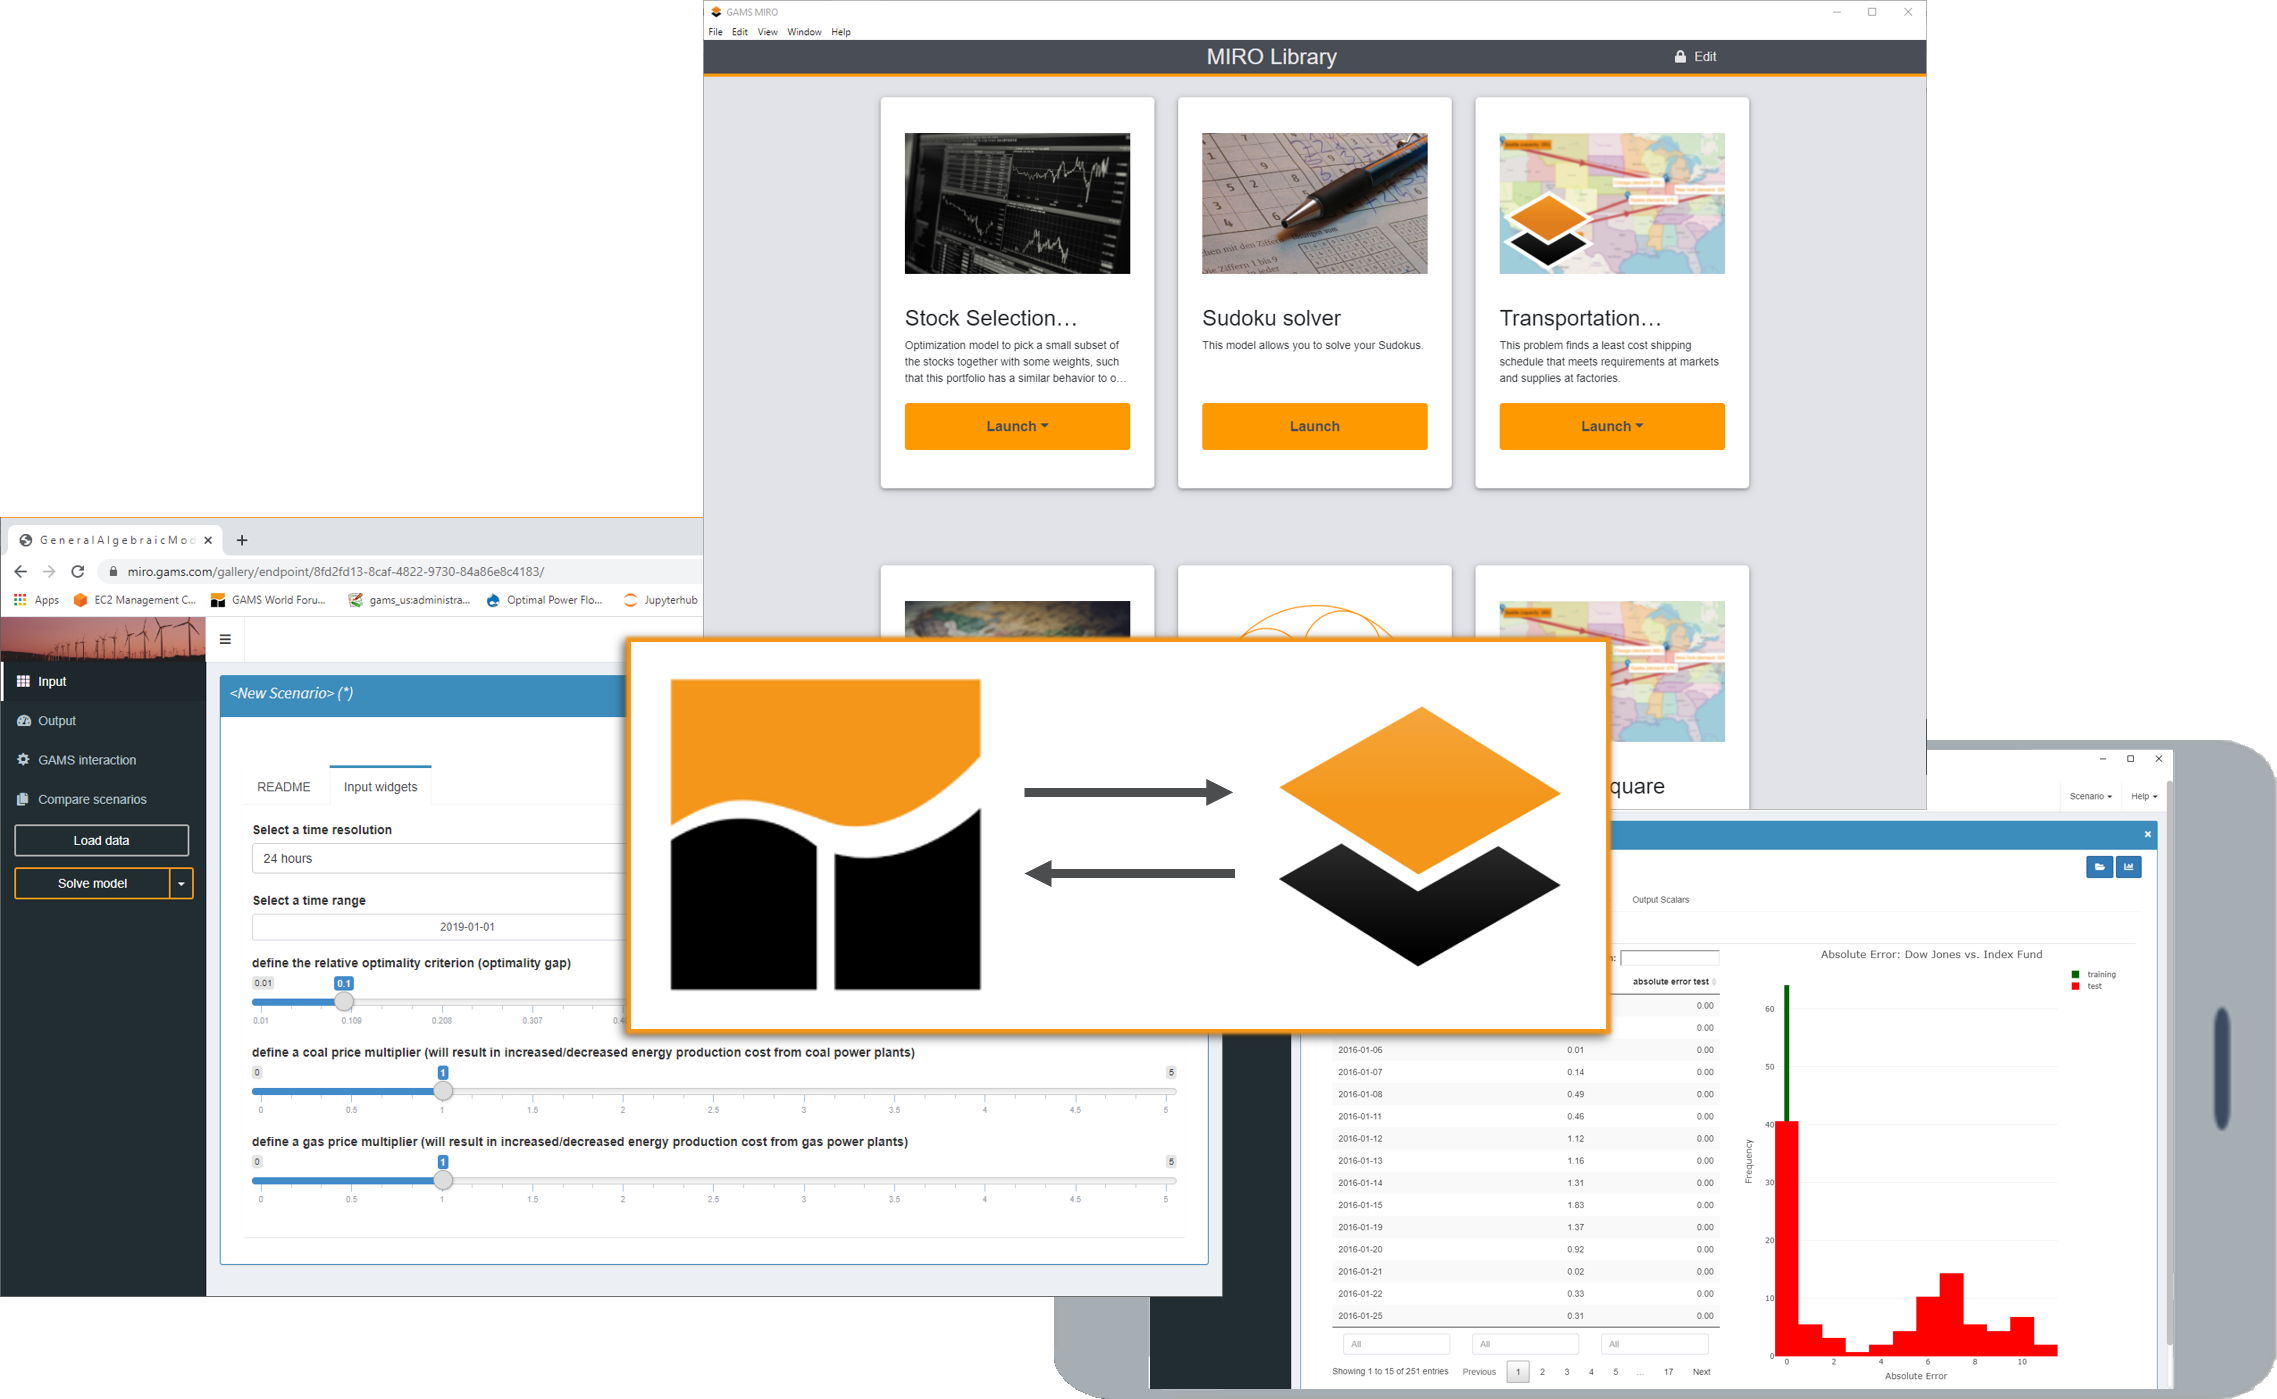 GAMS MIRO
File Edit View Window Help
MIRO Library
Edit
Stock Selection…
Optimization model to pick a small subset of
the stocks together with some weights, such
that this portfolio has a similar behavior to o…
Launch
Sudoku solver
This model allows you to solve your Sudokus.
Launch
Transportation…
This problem finds a least cost shipping
schedule that meets requirements at markets
and supplies at factories.
Launch
quare
GeneralAlgebraicMod
miro.gams.com/gallery/endpoint/8fd2fd13-8caf-4822-9730-84a86e8c4183/
Apps EC2 Management C... GAMS World Foru... gams_us:administra... Optimal Power Flo... Jupyterhub
Input
Output
GAMS interaction
Compare scenarios
Load data
Solve model
<New Scenario> (*)
README Input widgets
Select a time resolution
24 hours
Select a time range
2019-01-01
define the relative optimality criterion (optimality gap)
0.01 0.1
0.01 0.109 0.208 0.307
define a coal price multiplier (will result in increased/decreased energy production cost from coal power plants)
0 1 5
0 0.5 1 1.5 2 2.5 3 3.5 4 4.5 5
define a gas price multiplier (will result in increased/decreased energy production cost from gas power plants)
0 1 5
0 0.5 1 1.5 2 2.5 3 3.5 4 4.5 5
Scenario Help
Output Scalars
absolute error test
0.00
0.00
2016-01-06 0.01 0.00
2016-01-07 0.14 0.00
2016-01-08 0.49 0.00
2016-01-11 0.46 0.00
2016-01-12 1.12 0.00
2016-01-13 1.16 0.00
2016-01-14 1.31 0.00
2016-01-15 1.83 0.00
2016-01-19 1.37 0.00
2016-01-20 0.92 0.00
2016-01-21 0.02 0.00
2016-01-22 0.33 0.00
2016-01-25 0.31 0.00
All All All
Showing 1 to 15 of 251 entries Previous 1 2 3 4 5 ... 17 Next
Absolute Error: Dow Jones vs. Index Fund
training
test
Frequency
60
50
40
30
20
10
0
0 2 4 6 8 10
Absolute Error